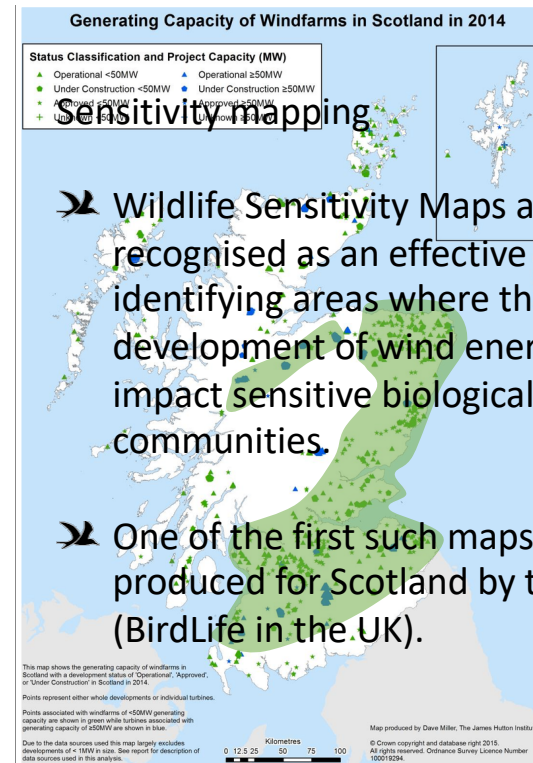 Generating Capacity of Windfarms in Scotland in 2014
Status Classification and Project Capacity (MW)
Operational <50MW
Operational ≥50MW
Under Construction <50MW
Under Construction ≥50MW
Approved <50MW
Approved ≥50MW
Unknown <50MW
Unknown ≥50MW
Sensitivity mapping
Wildlife Sensitivity Maps a
recognised as an effective
identifying areas where th
development of wind ener
impact sensitive biological
communities.
One of the first such maps
produced for Scotland by t
(BirdLife in the UK).
This map shows the generating capacity of windfarms in
Scotland with a development status of 'Operational', 'Approved',
or 'Under Construction' in Scotland in 2014.
Points represent either whole developments or individual turbines.
Points associated with windfarms of <50MW generating
capacity are shown in green while turbines associated with
generating capacity of ≥50MW are shown in blue.
Due to the data sources used this map largely excludes
developments of < 1MW in size. See report for description of
data sources used in this analysis.
Kilometres
0 12.5 25 50 75 100
Map produced by Dave Miller, The James Hutton Institu
© Crown copyright and database right 2015.
All rights reserved. Ordnance Survey Licence Number
100019294.